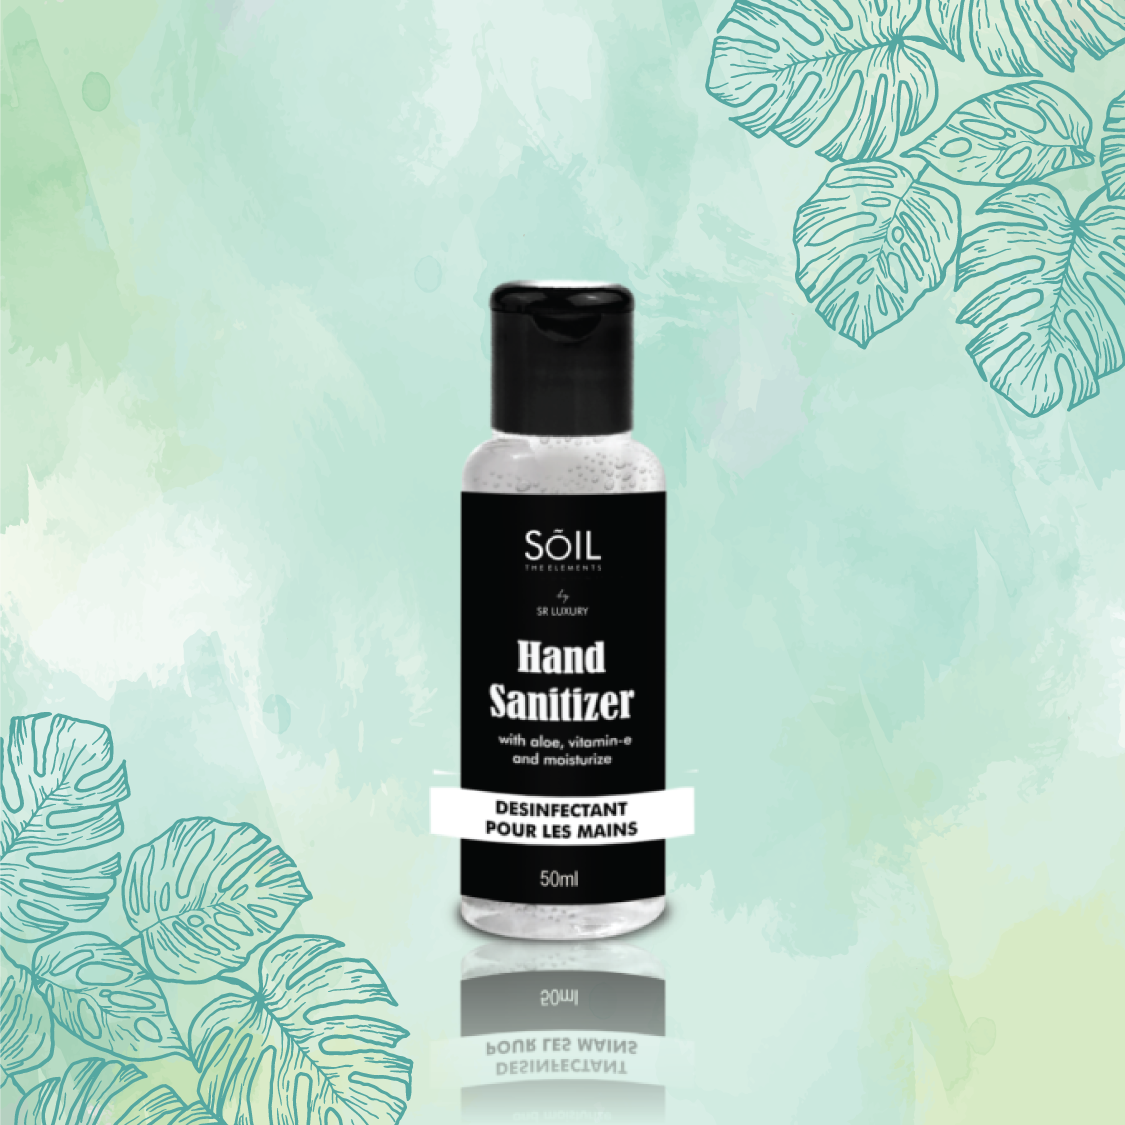 SÕIL
THE ELEMENTS
by
SR LUXURY
Hand
Sanitizer
with aloe, vitamin-e
and moisturize
DESINFECTANT
POUR LES MAINS
50ml